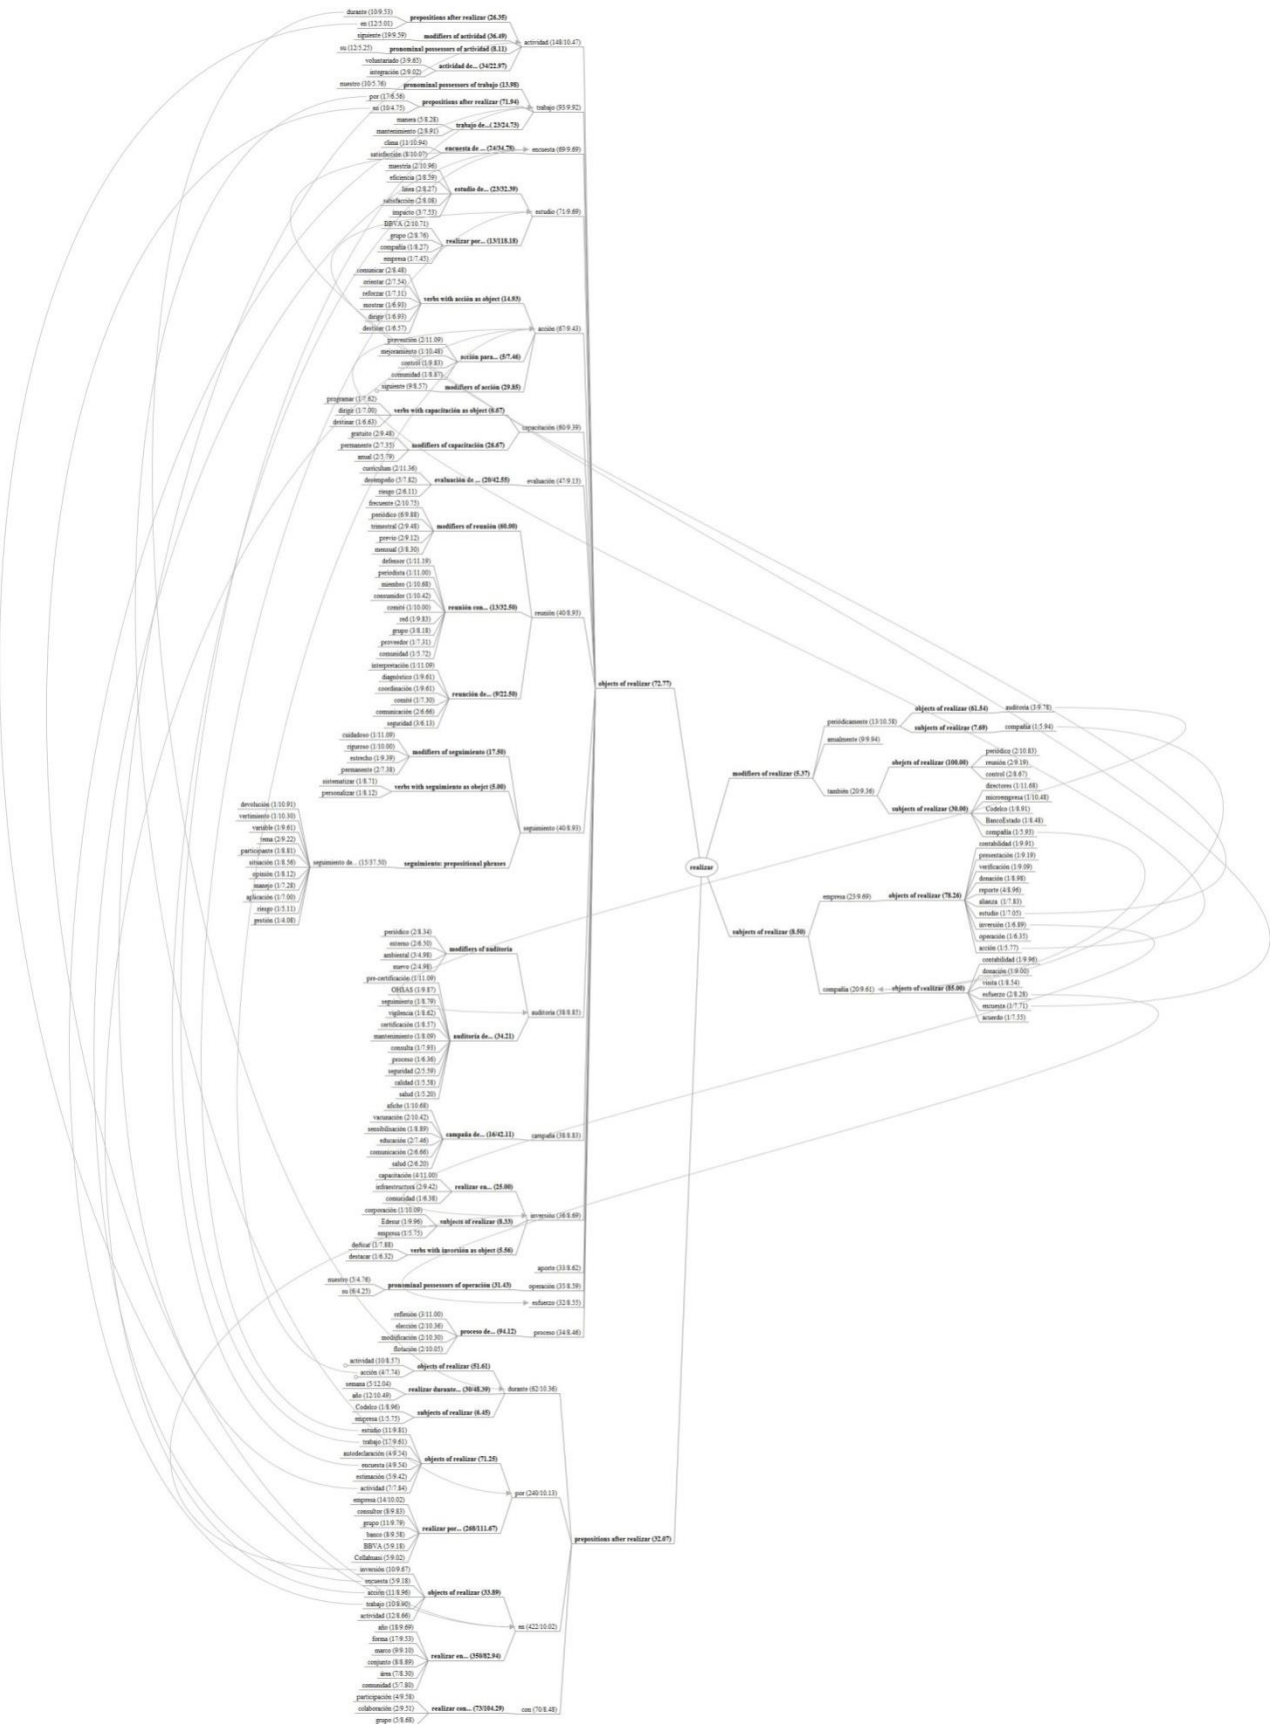 durante (10/9.53)
en (12/5.01)
prepositions after realizar (26.35)
siguiente (19/9.59)
modifiers of actividad (36.49)
su (12/5.25)
pronominal possessors of actividad (8.11)
voluntariado (3/9.65)
integración (2/9.02)
actividad de... (34/22.97)
actividad (148/10.47)
nuestro (10/5.76)
pronominal possessors of trabajo (13.98)
por (17/6.56)
en (10/4.75)
prepositions after realizar (71.94)
manera (5/8.28)
mantenimiento (2/8.91)
trabajo de...( 23/24.73)
trabajo (93/9.92)
clima (11/10.94)
satisfacción (8/10.07)
encuesta de ... (24/34.78)
encuesta (69/9.69)
maestría (2/10.96)
eficiencia (2/8.59)
línea (2/8.27)
satisfacción (2/8.08)
impacto (3/7.53)
estudio de... (23/32.39)
BBVA (2/10.71)
grupo (2/8.76)
compañía (1/8.27)
empresa (1/7.45)
realizar por... (13/118.18)
estudio (71/9.69)
comunicar (2/8.48)
orientar (2/7.54)
reforzar (1/7.11)
mostrar (1/6.93)
dirigir (1/6.93)
destinar (1/6.57)
verbs with acción as object (14.93)
prevención (2/11.09)
mejoramiento (1/10.48)
control (1/9.83)
comunidad (1/8.87)
acción para... (5/7.46)
siguiente (9/8.57)
modifiers of acción (29.85)
acción (67/9.43)
programar (1/7.62)
dirigir (1/7.00)
destinar (1/6.63)
verbs with capacitación as object (6.67)
gratuito (2/9.48)
permanente (2/7.35)
anual (2/5.79)
modifiers of capacitación (26.67)
capacitación (60/9.39)
curriculum (2/11.36)
desempeño (5/7.82)
riesgo (2/6.11)
evaluación de ... (20/42.55)
evaluación (47/9.13)
frecuente (2/10.75)
periódico (6/9.88)
trimestral (2/9.48)
previo (2/9.12)
mensual (3/8.30)
modifiers of reunión (60.00)
defensor (1/11.19)
periodista (1/11.00)
miembro (1/10.68)
consumidor (1/10.42)
comité (1/10.00)
red (1/9.83)
grupo (3/8.18)
proveedor (1/7.31)
comunidad (1/5.72)
reunión con... (13/32.50)
interpretación (1/11.09)
diagnóstico (1/9.61)
coordinación (1/9.61)
comité (1/7.30)
comunicación (2/6.66)
seguridad (3/6.13)
reunción de... (9/22.50)
reunión (40/8.93)
cuidadoso (1/11.09)
riguroso (1/10.00)
estrecho (1/9.39)
permanente (2/7.38)
modifiers of seguimiento (17.50)
sistematizar (1/8.71)
personalizar (1/8.12)
verbs with seguimiento as obejct (5.00)
devolución (1/10.91)
vertimiento (1/10.30)
variable (1/9.61)
tema (2/9.22)
participante (1/8.81)
situación (1/8.56)
opinión (1/8.12)
manejo (1/7.28)
aplicación (1/7.00)
riesgo (1/5.11)
gestión (1/4.08)
seguimiento de... (15/37.50)
seguimiento: prepositional phrases
seguimiento (40/8.93)
periódico (2/8.34)
externo (2/6.50)
ambiental (3/4.98)
nuevo (2/4.98)
modifiers of auditoría
pre-certificación (1/11.09)
OHSAS (1/9.87)
seguimiento (1/8.79)
vigilencia (1/8.62)
certificación (1/8.57)
mantenimiento (1/8.09)
consulta (1/7.93)
proceso (1/6.36)
seguridad (2/5.59)
calidad (1/5.58)
salud (1/5.20)
auditoría de... (34.21)
auditoría (38/8.83)
afiche (1/10.68)
vacunación (2/10.42)
sensibilisación (1/8.89)
educación (2/7.46)
comunicación (2/6.66)
salud (2/6.20)
campaña de... (16/42.11)
campaña (38/8.83)
capacitación (4/11.00)
infraestructura (2/9.42)
comunidad (1/6.38)
realizar en... (25.00)
corporación (1/10.09)
Edenor (1/9.96)
empresa (1/5.75)
subjects of realizar (8.33)
dedicar (1/7.88)
destacar (1/6.32)
verbs with inversión as object (5.56)
inversión (36/8.69)
aporte (33/8.62)
nuestro (5/4.76)
su (6/4.25)
pronominal possessors of operación (31.43)
operación (35/8.59)
esfuerzo (32/8.55)
reflexión (3/11.00)
elección (2/10.36)
modificación (2/10.30)
flotación (2/10.05)
proceso de... (94.12)
proceso (34/8.46)
objects of realizar (72.77)
realizar
periódicamente (13/10.58)
objects of realizar (61.54)
auditoría (3/9.78)
subjects of realizar (7.69)
compañía (1/5.94)
anualmente (9/9.94)
modifiers of realizar (5.37)
también (20/9.36)
obejcts of realizar (100.00)
periódico (2/10.83)
reunión (2/9.19)
control (2/8.67)
subjects of realizar (30.00)
directores (1/11.68)
microempresa (1/10.48)
Codelco (1/8.91)
BancoEstado (1/8.48)
compañía (1/5.93)
subjects of realizar (8.50)
empresa (23/9.69)
objects of realizar (78.26)
contabilidad (1/9.91)
presentación (1/9.19)
verificación (1/9.09)
donación (1/8.98)
reporte (4/8.96)
alianza (1/7.83)
estudio (1/7.05)
inversión (1/6.89)
operación (1/6.35)
acción (1/5.77)
compañía (20/9.61)
objects of realizar (85.00)
contabilidad (1/9.96)
donación (1/9.00)
visita (1/8.54)
esfuerzo (2/8.28)
encuesta (1/7.71)
acuerdo (1/7.35)
actividad (10/8.57)
acción (4/7.74)
objects of realizar (51.61)
semana (5/12.04)
año (12/10.49)
realizar durante... (30/48.39)
Codelco (1/8.96)
empresa (1/5.75)
subjects of realizar (6.45)
durante (62/10.36)
estudio (11/9.81)
trabajo (17/9.61)
autodeclaración (4/9.54)
encuesta (4/9.54)
estimación (5/9.42)
actividad (7/7.84)
objects of realizar (71.25)
empresa (14/10.02)
consultor (8/9.83)
grupo (11/9.79)
banco (8/9.58)
BBVA (5/9.18)
Collahuasi (5/9.02)
realizar por... (268/111.67)
por (240/10.13)
prepositions after realizar (32.67)
inversión (10/9.67)
encuesta (5/9.18)
acción (11/8.96)
trabajo (10/8.80)
actividad (12/8.66)
objects of realizar (33.89)
año (18/9.69)
forma (17/9.53)
marco (9/9.10)
conjunto (8/8.89)
área (7/8.30)
comunidad (5/7.80)
realizar en... (350/82.94)
en (422/10.02)
participación (4/9.58)
colaboración (2/9.51)
grupo (5/8.68)
realizar con... (73/104.29)
con (70/8.48)